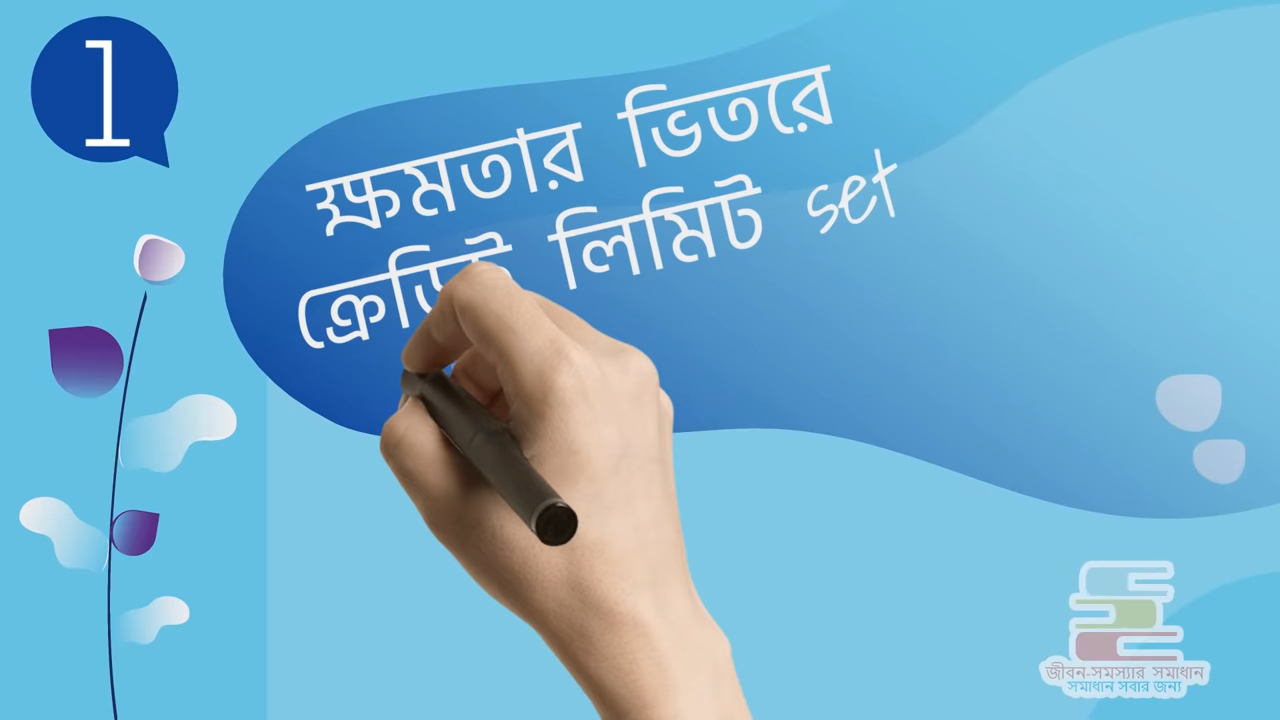 1
ক্ষমতার ভিতরে
ক্রেডিট লিমিট set
জীবন-সমস্যার সমাধান
সমাধান সবার জন্য